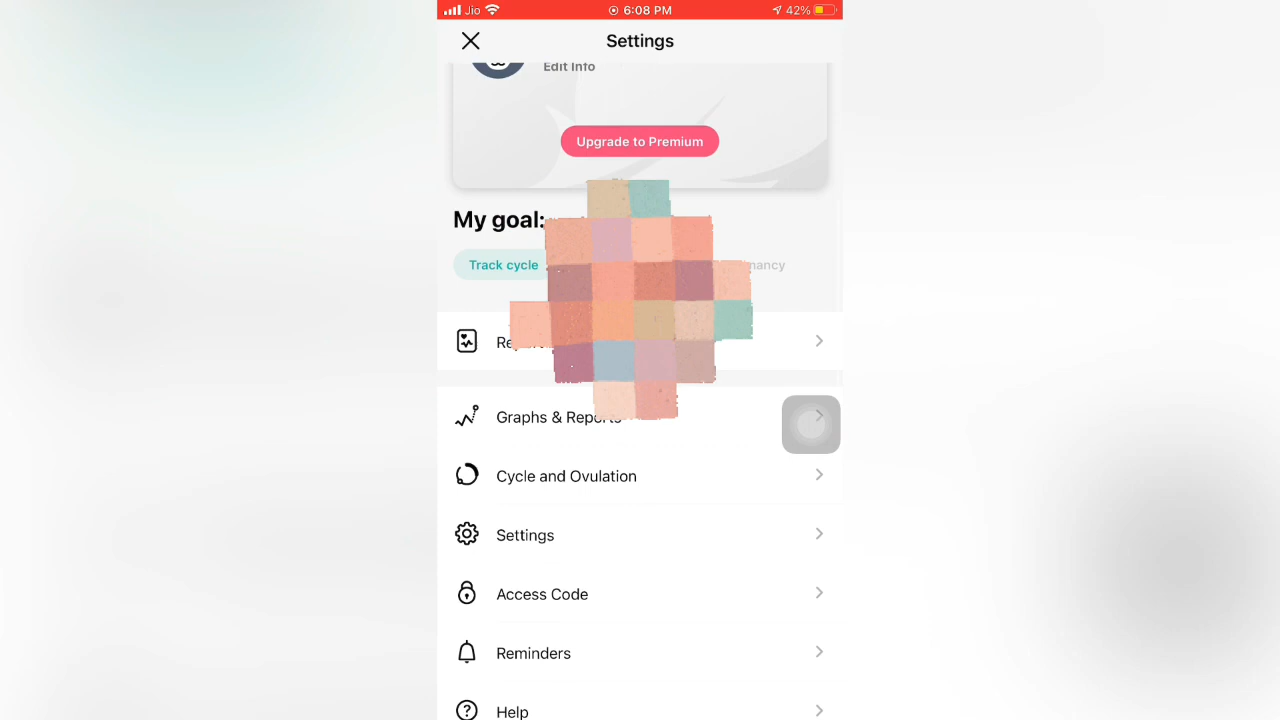 Jio 6:08 PM 42%
Settings
Edit Info
Upgrade to Premium
My goal:
Track cycle
Graphs & Reports
Cycle and Ovulation
Settings
Access Code
Reminders
Help